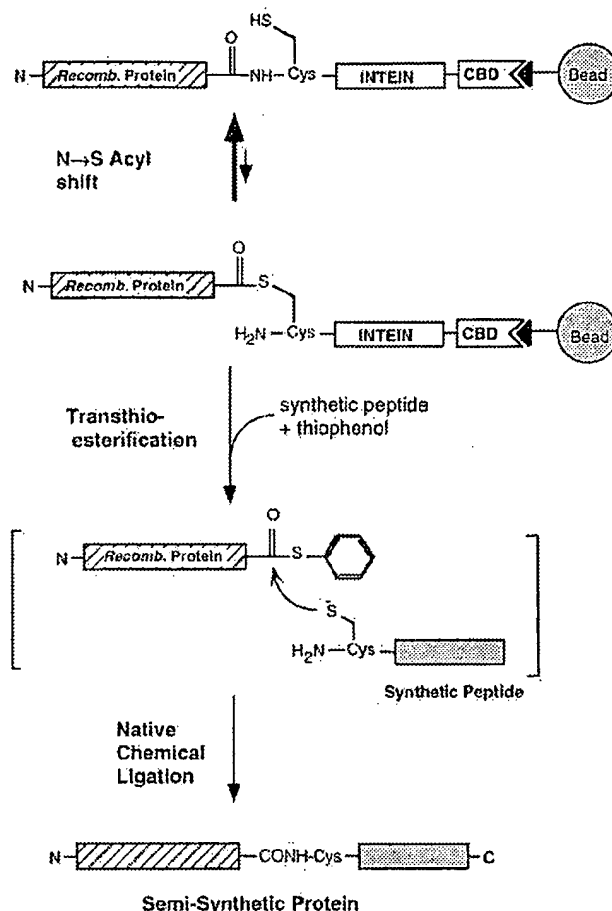 HS
O
N Recomb. Protein NH Cys INTEIN CBD Bead
N→S Acyl
shift
O
N Recomb. Protein S
H2N Cys INTEIN CBD Bead
Transthio-
esterification
synthetic peptide
+ thiophenol
O
N Recomb. Protein S
S
H2N Cys
Synthetic Peptide
Native
Chemical
Ligation
N CONH-Cys C
Semi-Synthetic Protein